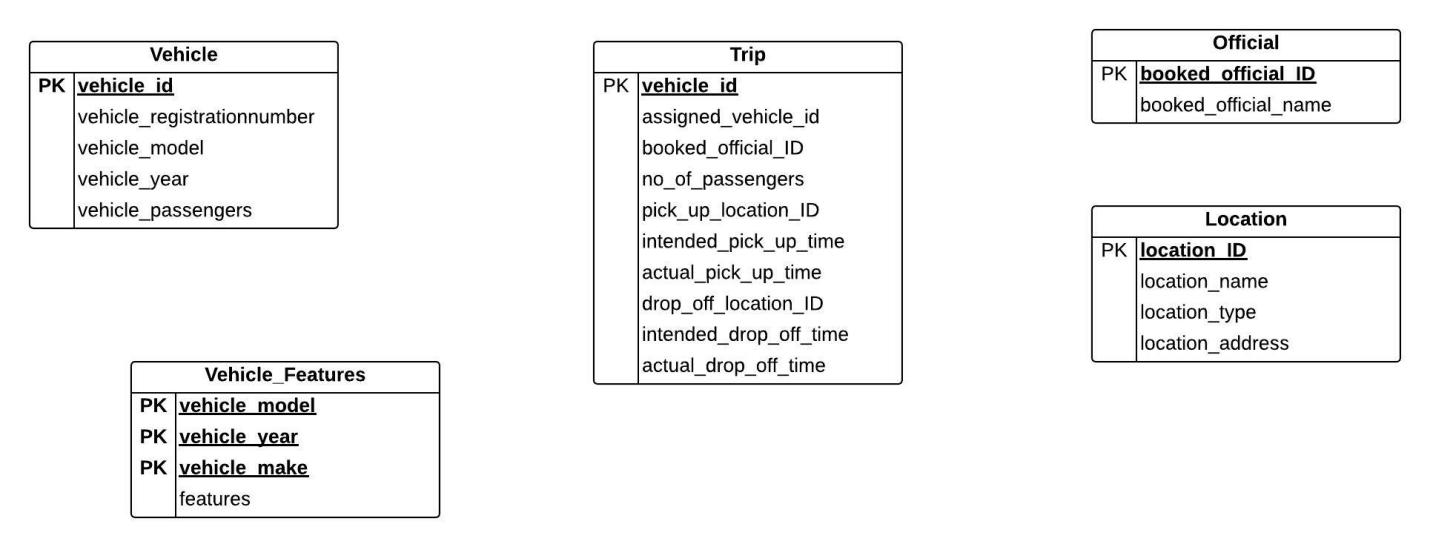 Vehicle
PK vehicle_id
vehicle_registrationnumber
vehicle_model
vehicle_year
vehicle_passengers
Vehicle_Features
PK vehicle_model
PK vehicle_year
PK vehicle_make
features
Trip
PK vehicle_id
assigned_vehicle_id
booked_official_ID
no_of_passengers
pick_up_location_ID
intended_pick_up_time
actual_pick_up_time
drop_off_location_ID
intended_drop_off_time
actual_drop_off_time
Official
PK booked_official_ID
booked_official_name
Location
PK location_ID
location_name
location_type
location_address